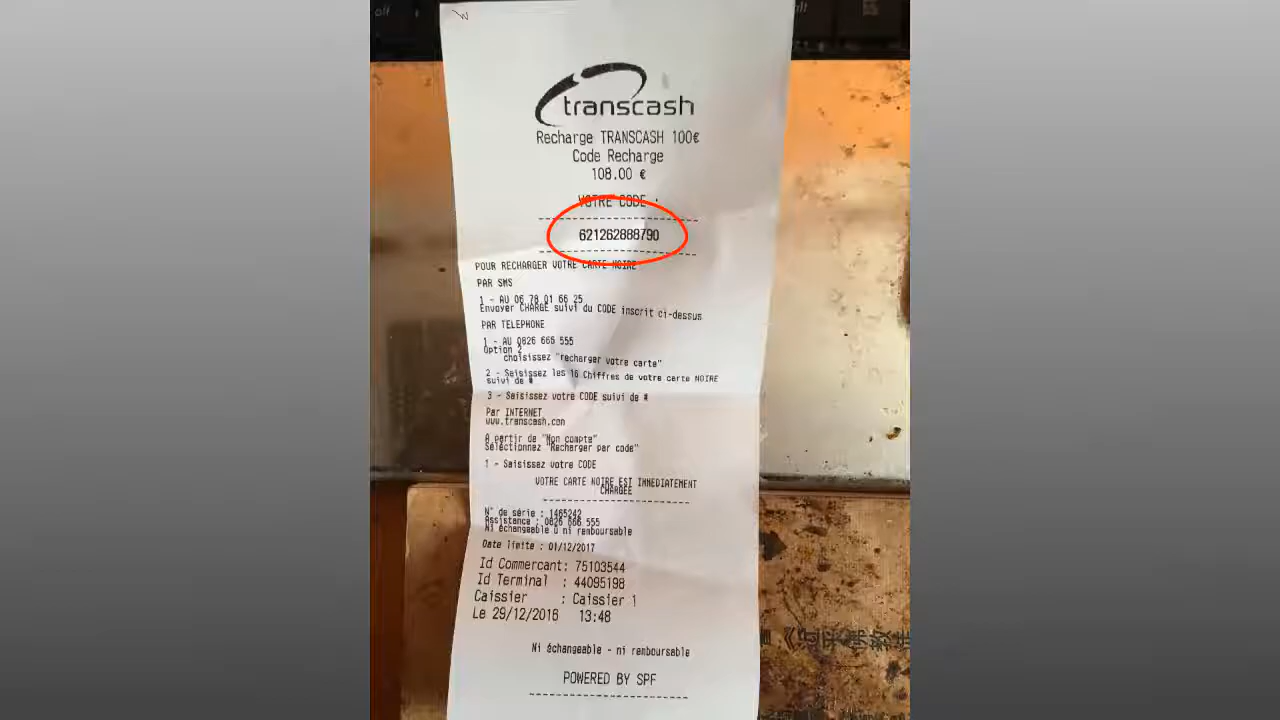 transcash
Recharge TRANSCASH 100€
Code Recharge
108.00 €
VOTRE CODE
621262888790
POUR RECHARGER VOTRE CARTE NOIRE
PAR SMS
1 - AU 06 78 01 66 25
Envoyer CHARGE suivi du CODE inscrit ci-dessus
PAR TELEPHONE
1 - AU 0826 666 555
Option 2
choisissez "recharger votre carte"
2 - Saisissez les 16 Chiffres de votre carte NOIRE
suivi de #
3 - Saisissez votre CODE suivi de #
Par INTERNET
www.transcash.com
A partir de "Mon compte"
Sélectionnez "Recharger par code"
1 - Saisissez votre CODE
VOTRE CARTE NOIRE EST IMMEDIATEMENT
CHARGEE
N° de série : 1465242
Assistance : 0826 666 555
Ni échangeable ni remboursable
Date limite : 01/12/2017
Id Commercant: 75103544
Id Terminal : 44095198
Caissier : Caissier 1
Le 29/12/2016 13:48
Ni échangeable - ni remboursable
POWERED BY SPF